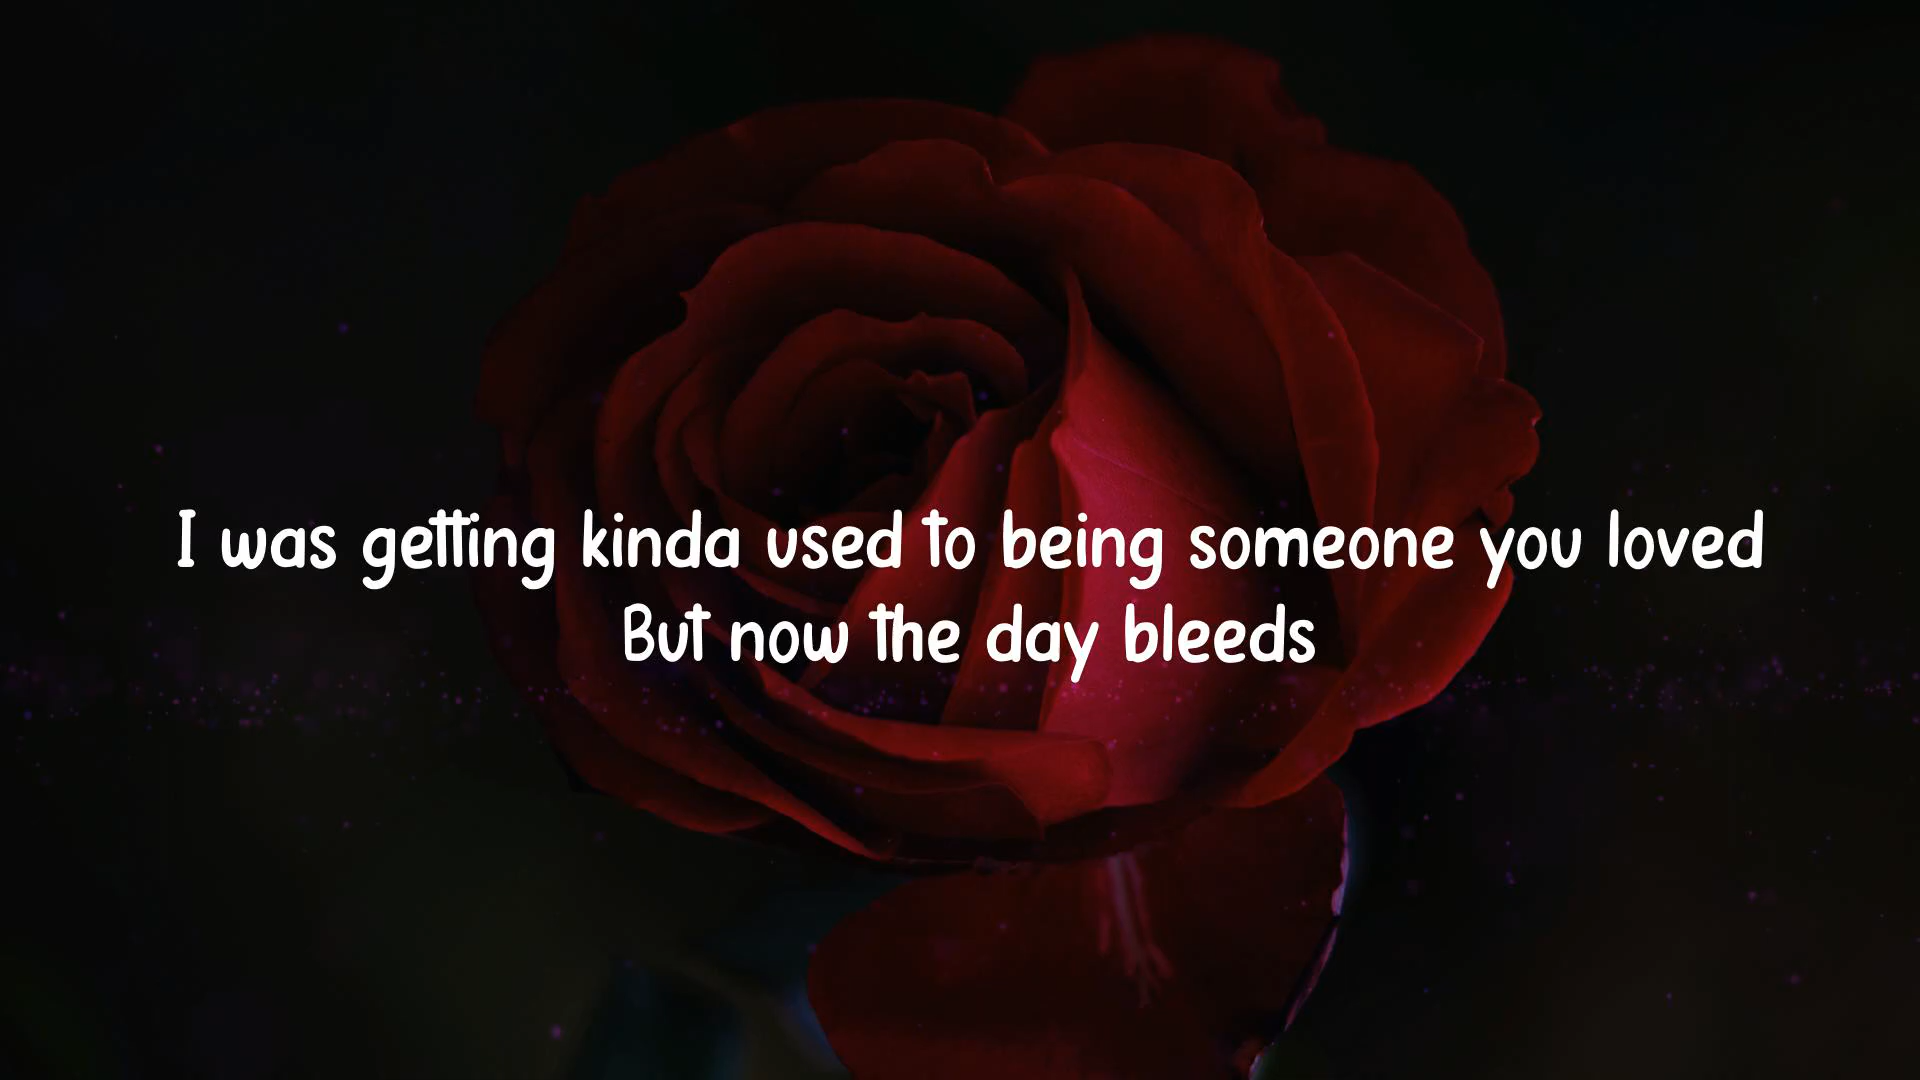 I was getting kinda used to being someone you loved
But now the day bleeds